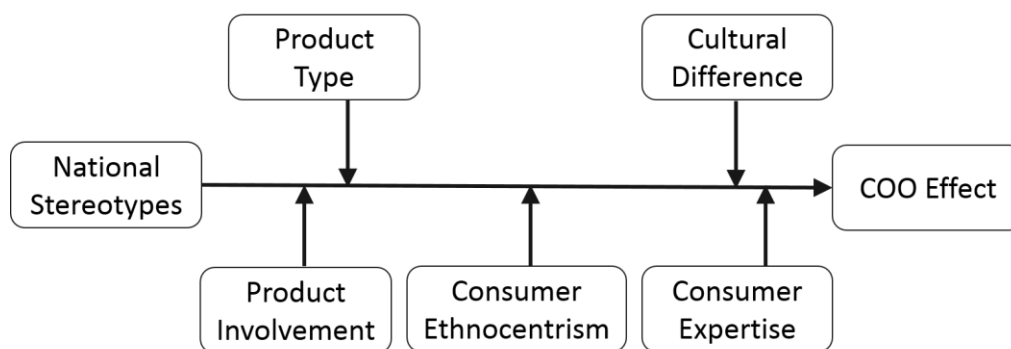 Product
Type
Cultural
Difference
National
Stereotypes
COO Effect
Product
Involvement
Consumer
Ethnocentrism
Consumer
Expertise